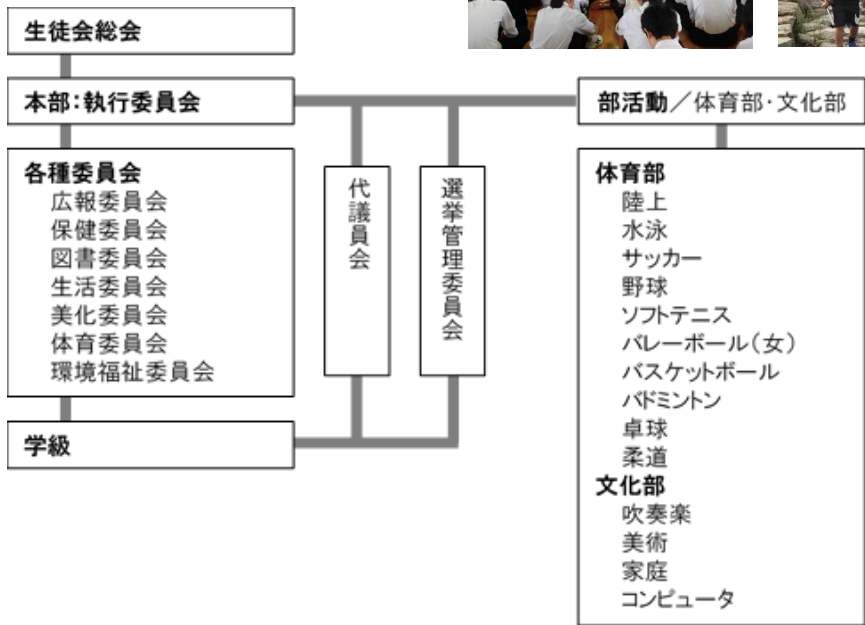 生徒会総会
本部：執行委員会
各種委員会
広報委員会
保健委員会
図書委員会
生活委員会
美化委員会
体育委員会
環境福祉委員会
学級
代議員会
選挙管理委員会
部活動／体育部・文化部
体育部
陸上
水泳
サッカー
野球
ソフトテニス
バレーボール（女）
バスケットボール
バドミントン
卓球
柔道
文化部
吹奏楽
美術
家庭
コンピュータ